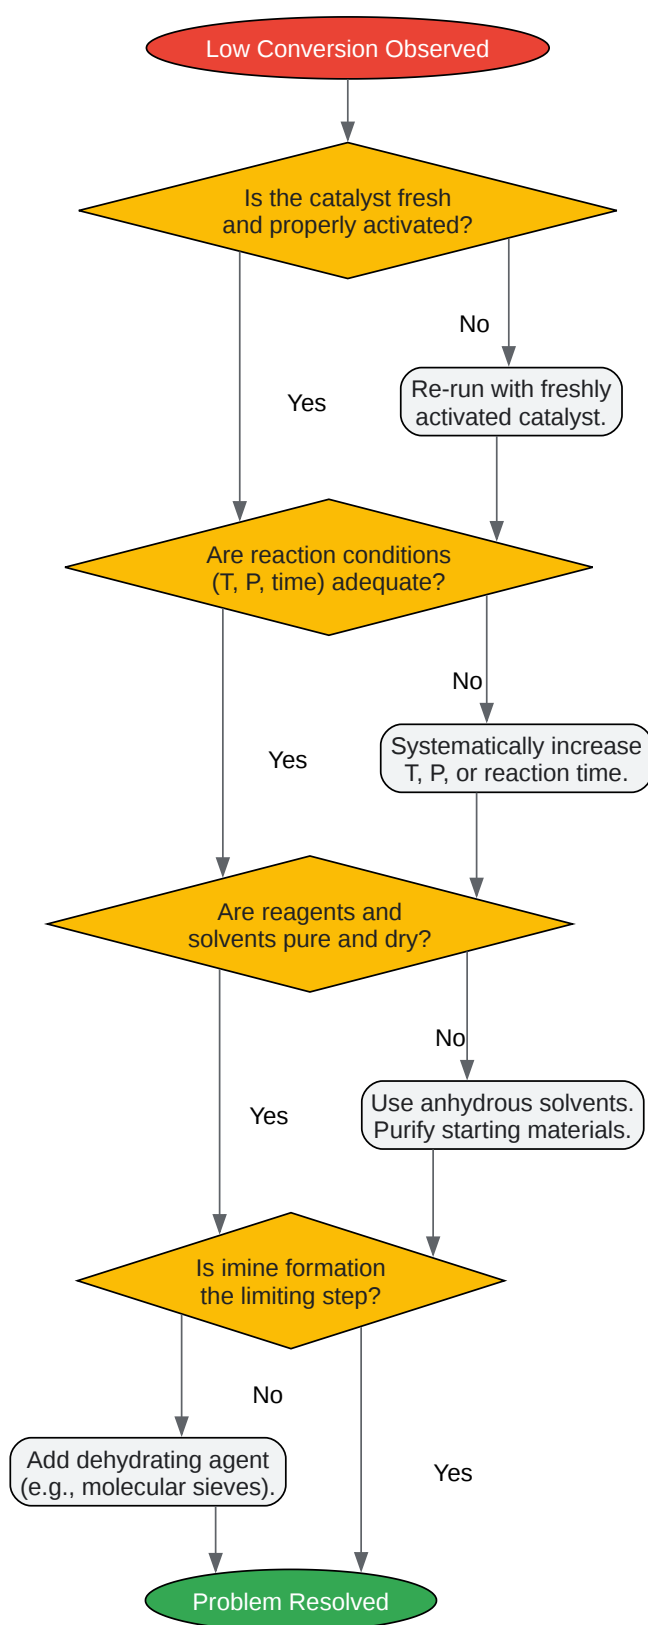 Low Conversion Observed
Is the catalyst fresh
and properly activated?
No
Yes
Re-run with freshly
activated catalyst.
Are reaction conditions
(T, P, time) adequate?
No
Yes
Systematically increase
T, P, or reaction time.
Are reagents and
solvents pure and dry?
No
Yes
Use anhydrous solvents.
Purify starting materials.
Is imine formation
the limiting step?
No
Add dehydrating agent
(e.g., molecular sieves).
Yes
Problem Resolved